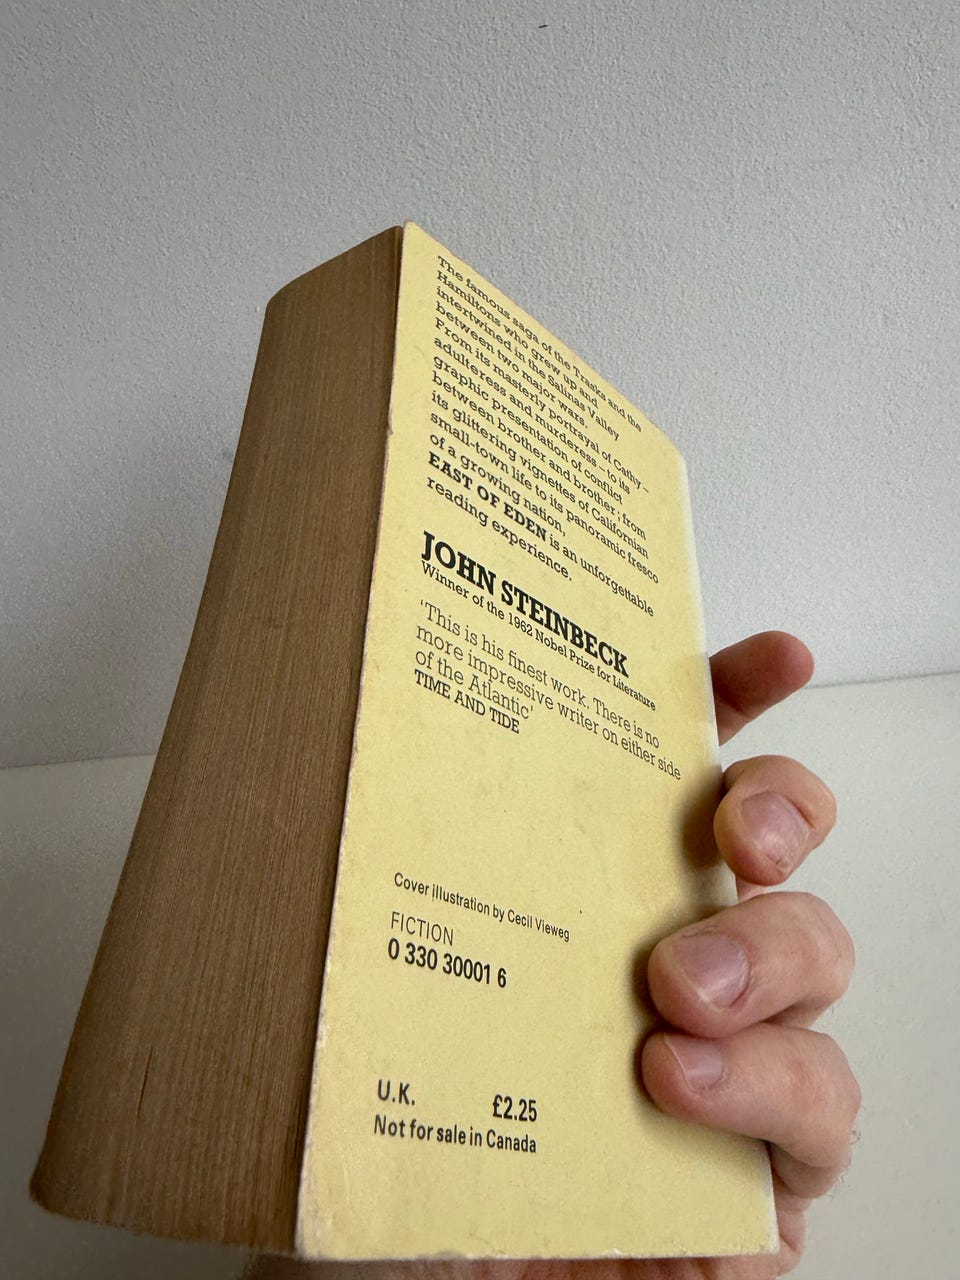 The famous saga of the Trasks and the
Hamiltons who grew up and
intertwined in the Salinas Valley
between two major wars.
From its masterly portrayal of Cathy –
adulteress and murderess – to its
graphic presentation of conflict
between brother and brother; from
its glittering vignettes of Californian
small-town life to its panoramic fresco
of a growing nation,
EAST OF EDEN is an unforgettable
reading experience.
JOHN STEINBECK
Winner of the 1962 Nobel Prize for Literature
'This is his finest work. There is no
more impressive writer on either side
of the Atlantic'
TIME AND TIDE
Cover illustration by Cecil Vieweg
FICTION
0 330 30001 6
U.K. £2.25
Not for sale in Canada